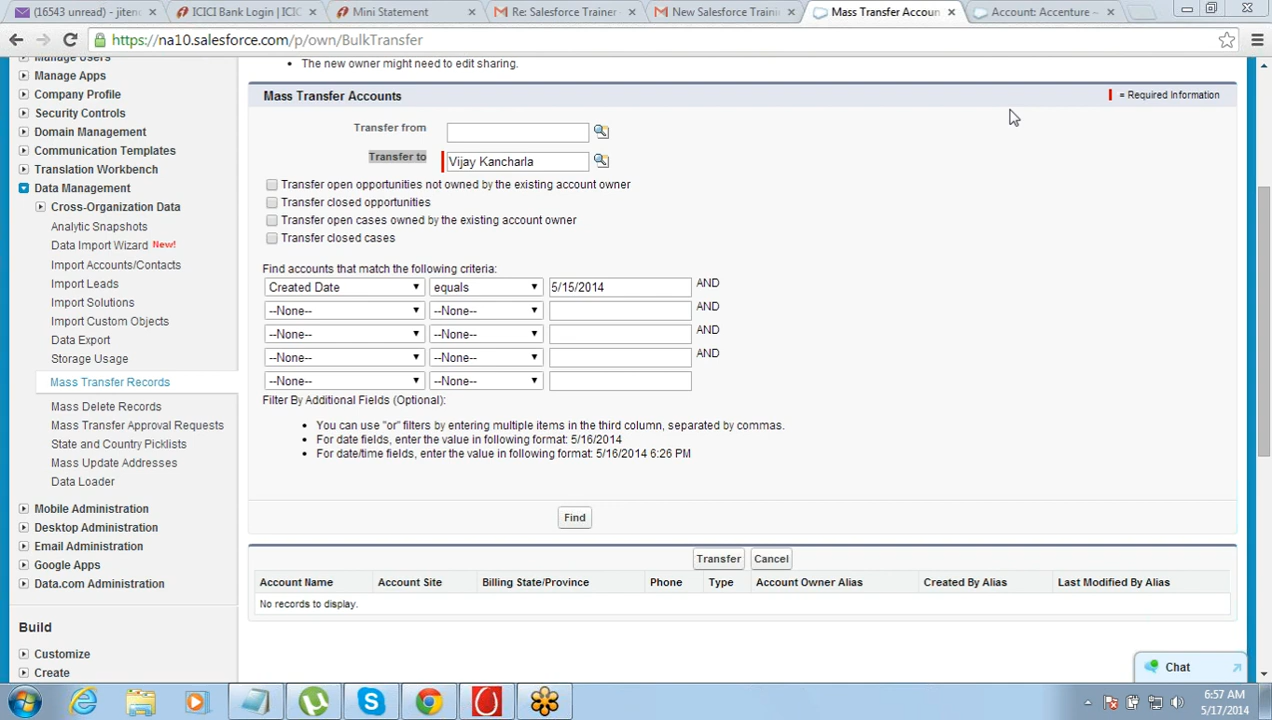 (16543 unread) - jiten
ICICI Bank Login | IC
Mini Statement
Re: Salesforce Trainer
New Salesforce Traini
Mass Transfer Accoun
Account: Accenture ~
https://na10.salesforce.com/p/own/BulkTransfer
Manage Users
Manage Apps
Company Profile
Security Controls
Domain Management
Communication Templates
Translation Workbench
Data Management
Cross-Organization Data
Analytic Snapshots
Data Import Wizard New!
Import Accounts/Contacts
Import Leads
Import Solutions
Import Custom Objects
Data Export
Storage Usage
Mass Transfer Records
Mass Delete Records
Mass Transfer Approval Requests
State and Country Picklists
Mass Update Addresses
Data Loader
Mobile Administration
Desktop Administration
Email Administration
Google Apps
Data.com Administration
Build
Customize
Create
• The new owner might need to edit sharing.
Mass Transfer Accounts
= Required Information
Transfer from
Transfer to Vijay Kancharla
Transfer open opportunities not owned by the existing account owner
Transfer closed opportunities
Transfer open cases owned by the existing account owner
Transfer closed cases
Find accounts that match the following criteria:
Created Date equals 5/15/2014 AND
--None-- --None-- AND
--None-- --None-- AND
--None-- --None-- AND
--None-- --None--
Filter By Additional Fields (Optional):
• You can use "or" filters by entering multiple items in the third column, separated by commas.
• For date fields, enter the value in following format: 5/16/2014
• For date/time fields, enter the value in following format: 5/16/2014 6:26 PM
Find
Transfer Cancel
Account Name Account Site Billing State/Province Phone Type Account Owner Alias Created By Alias Last Modified By Alias
No records to display.
Chat
6:57 AM
5/17/2014